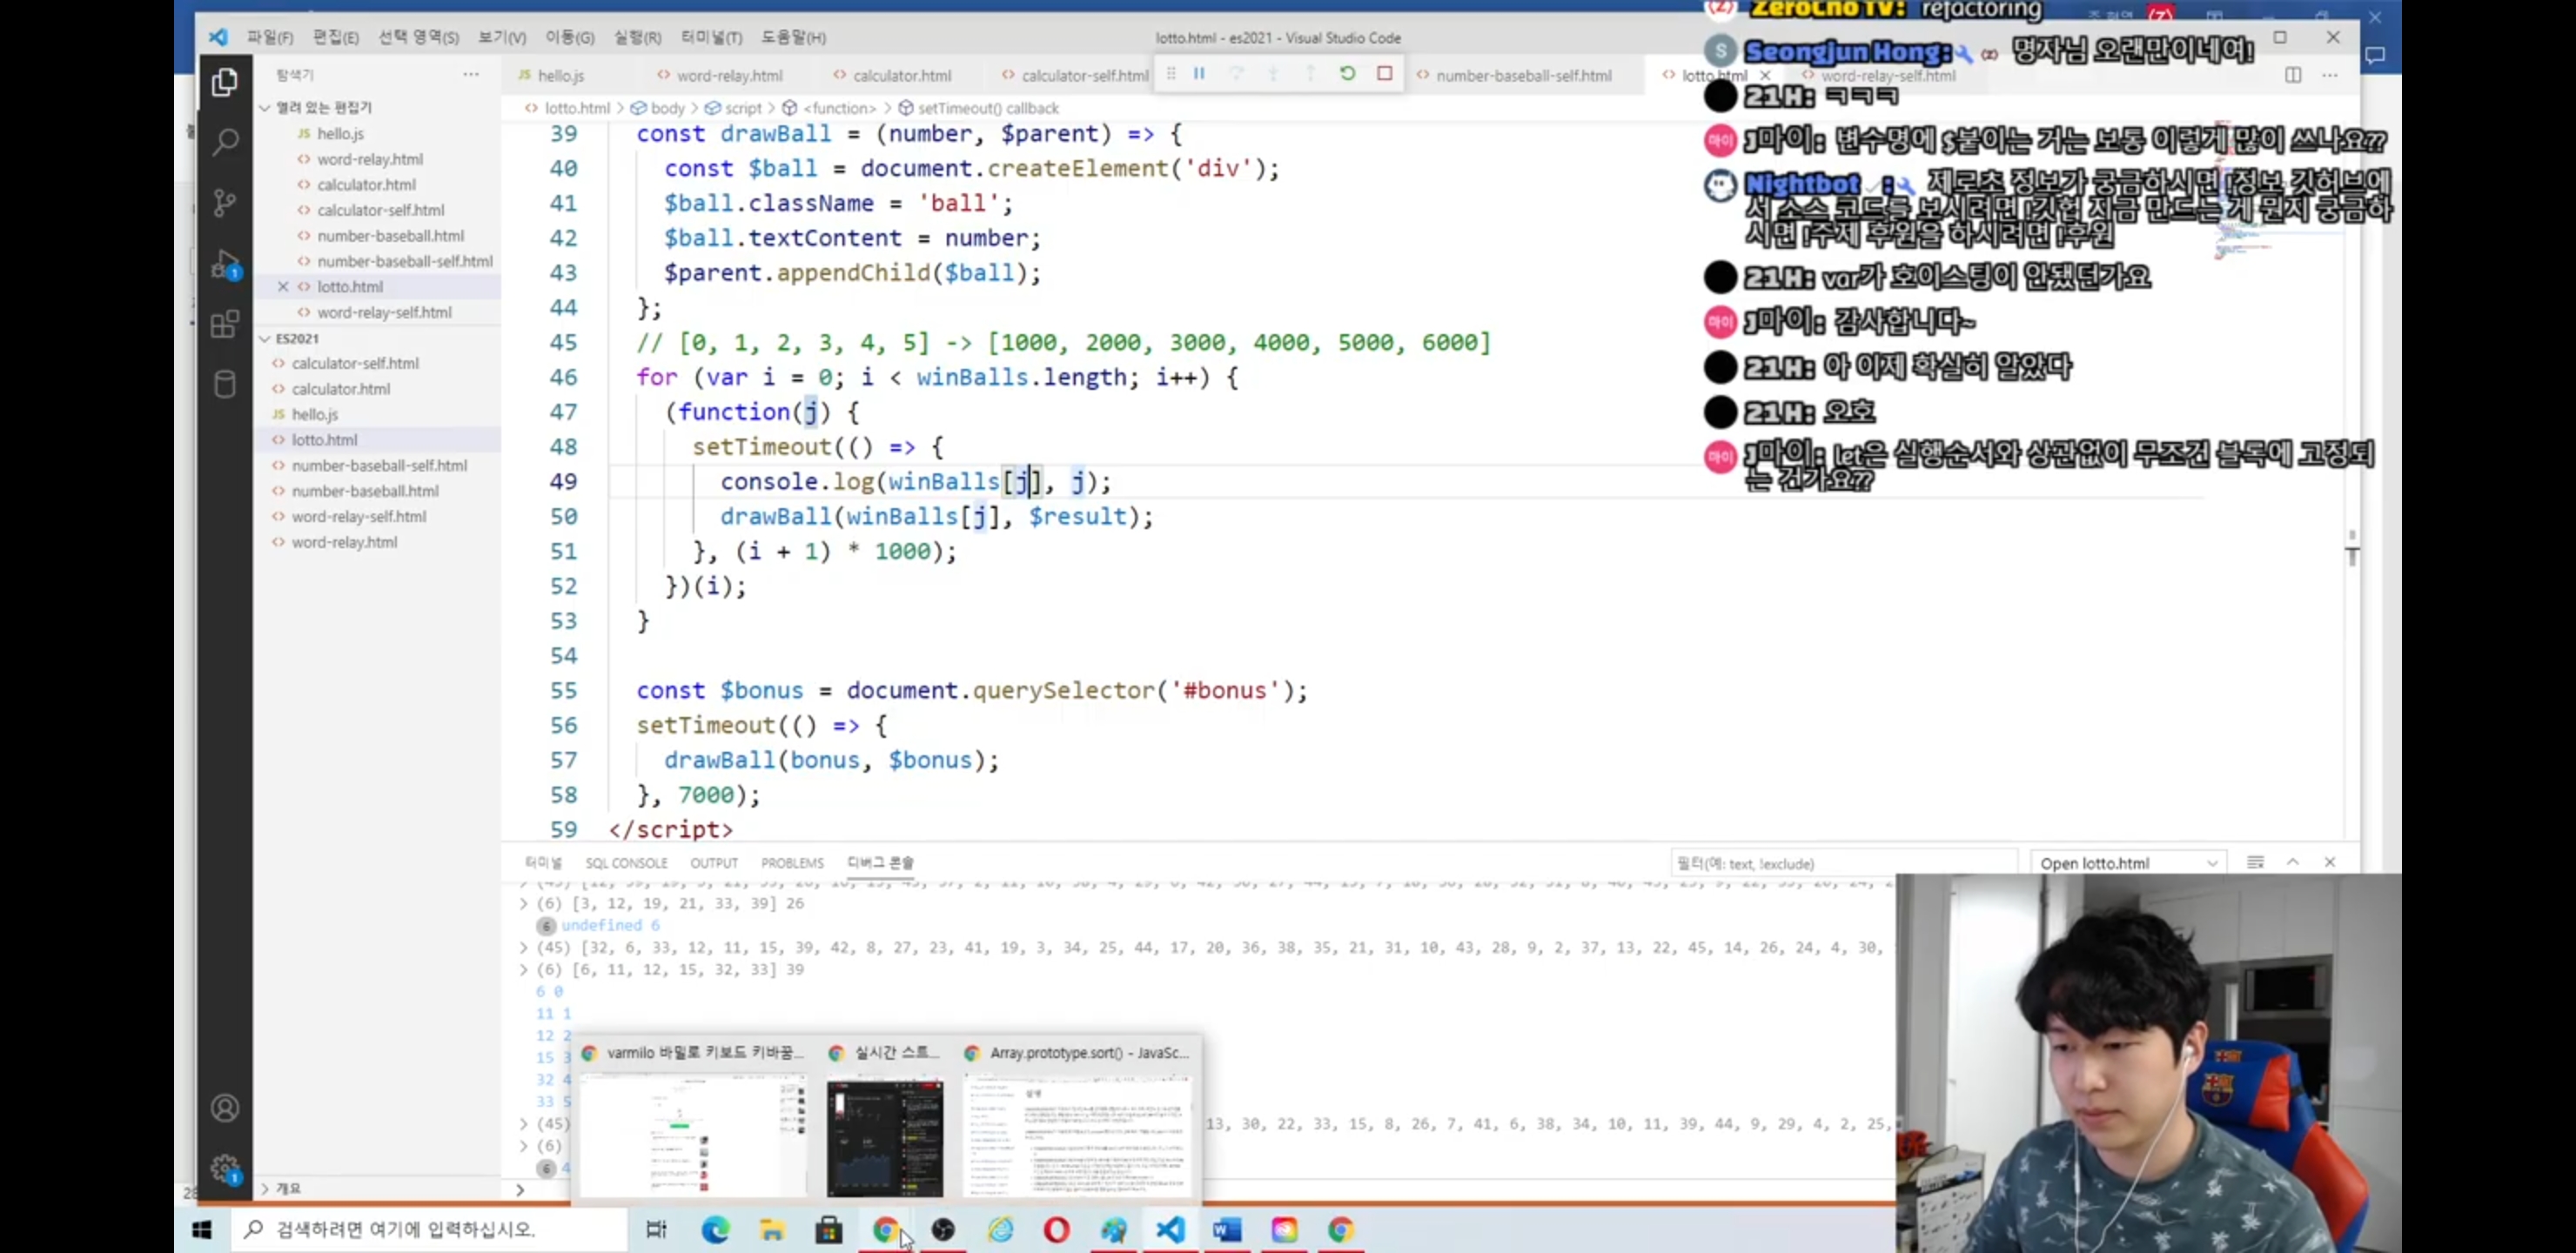 파일(F) 편집(E) 선택 영역(S) 보기(V) 이동(G) 실행(R) 터미널(T) 도움말(H)
lotto.html - es2021 - Visual Studio Code
탐색기
열려 있는 편집기
JS hello.js
<> word-relay.html
<> calculator.html
<> calculator-self.html
<> number-baseball.html
<> number-baseball-self.html
<> lotto.html
<> word-relay-self.html
ES2021
<> calculator-self.html
<> calculator.html
JS hello.js
<> lotto.html
<> number-baseball-self.html
<> number-baseball.html
<> word-relay-self.html
<> word-relay.html
개요
JS hello.js <> word-relay.html <> calculator.html <> calculator-self.html <> number-baseball-self.html <> lotto.html <> word-relay-self.html
<> lotto.html > body > script > <function> > setTimeout() callback
39 const drawBall = (number, $parent) => {
40 const $ball = document.createElement('div');
41 $ball.className = 'ball';
42 $ball.textContent = number;
43 $parent.appendChild($ball);
44 };
45 // [0, 1, 2, 3, 4, 5] -> [1000, 2000, 3000, 4000, 5000, 6000]
46 for (var i = 0; i < winBalls.length; i++) {
47 (function(j) {
48 setTimeout(() => {
49 console.log(winBalls[j], j);
50 drawBall(winBalls[j], $result);
51 }, (i + 1) * 1000);
52 })(i);
53 }
54
55 const $bonus = document.querySelector('#bonus');
56 setTimeout(() => {
57 drawBall(bonus, $bonus);
58 }, 7000);
59 </script>
ZeroChoTV: refactoring
Seongjun Hong: 명자님 오랜만이네여!
21H: ㅋㅋㅋ
J마이: 변수명에 $붙이는 거는 보통 이렇게 많이 쓰나요??
Nightbot : 제로초 정보가 궁금하시면 !정보 깃허브에
서 소스 코드를 보시려면 !깃헙 지금 만드는 게 뭔지 궁금하
시면 !주제 후원을 하시려면 !후원
21H: var가 호이스팅이 안됐던가요
J마이: 감사합니다~
21H: 아 이제 확실히 알았다
21H: 오호
J마이: let은 실행순서와 상관없이 무조건 블록에 고정되
는 건가요??
터미널 SQL CONSOLE OUTPUT PROBLEMS 디버그 콘솔
필터(예: text, !exclude) Open lotto.html
> (6) [3, 12, 19, 21, 33, 39] 26
6 undefined 6
> (45) [32, 6, 33, 12, 11, 15, 39, 42, 8, 27, 23, 41, 19, 3, 34, 25, 44, 17, 20, 36, 38, 35, 21, 31, 10, 43, 28, 9, 2, 37, 13, 22, 45, 14, 26, 24, 4, 30,
> (6) [6, 11, 12, 15, 32, 33] 39
6 0
11 1
12 2
15 3
32 4
33 5
> (45) 13, 30, 22, 33, 15, 8, 26, 7, 41, 6, 38, 34, 10, 11, 39, 44, 9, 29, 4, 2, 25,
> (6)
6 4
varmilo 바밀로 키보드 키바꿈... 실시간 스트... Array.prototype.sort() - JavaSc...
검색하려면 여기에 입력하십시오.